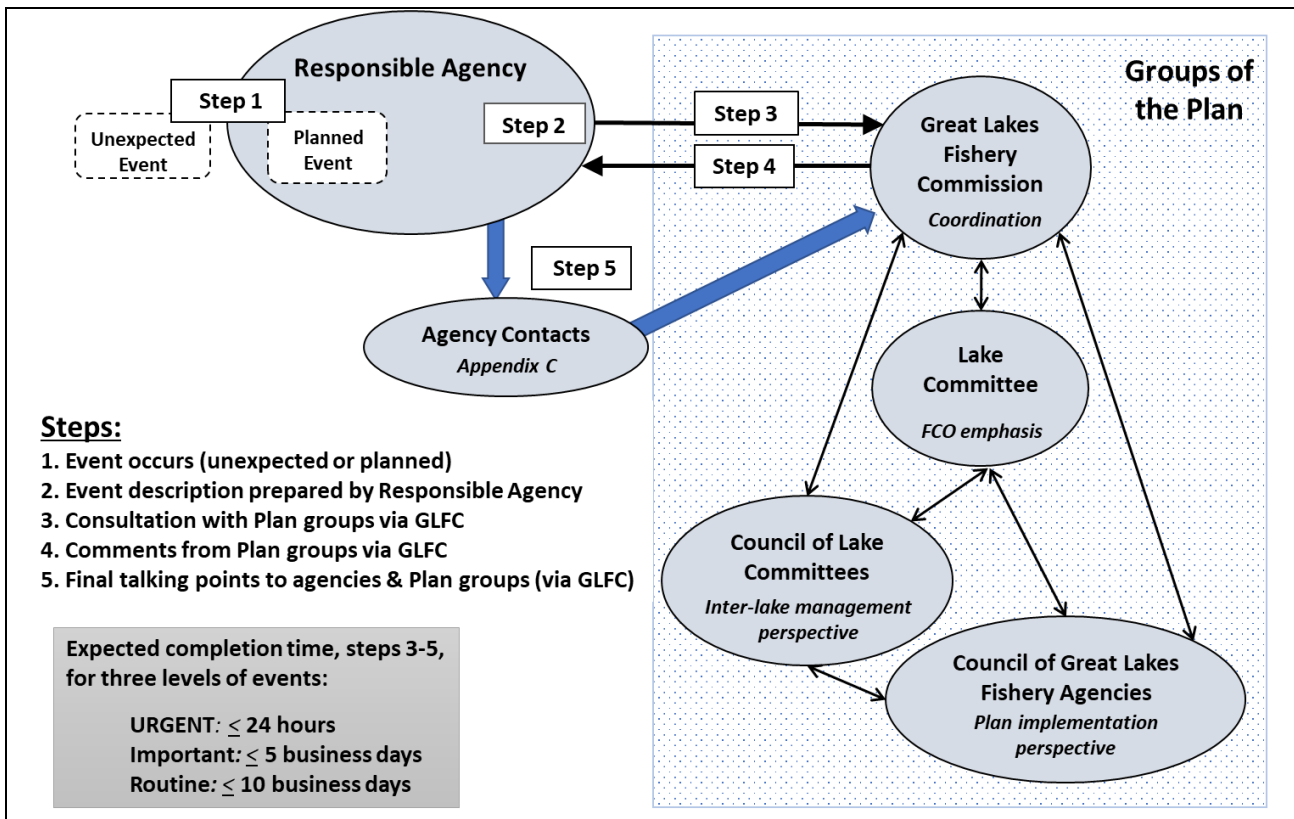 Responsible Agency
Step 1
Unexpected
Event
Planned
Event
Step 2
Step 3
Step 4
Step 5
Agency Contacts
Appendix C
Groups of
the Plan
Great Lakes
Fishery
Commission
Coordination
Lake
Committee
FCO emphasis
Council of Lake
Committees
Inter-lake management
perspective
Council of Great Lakes
Fishery Agencies
Plan implementation
perspective
Steps:
1. Event occurs (unexpected or planned)
2. Event description prepared by Responsible Agency
3. Consultation with Plan groups via GLFC
4. Comments from Plan groups via GLFC
5. Final talking points to agencies & Plan groups (via GLFC)
Expected completion time, steps 3-5,
for three levels of events:
URGENT: ≤ 24 hours
Important: ≤ 5 business days
Routine: ≤ 10 business days